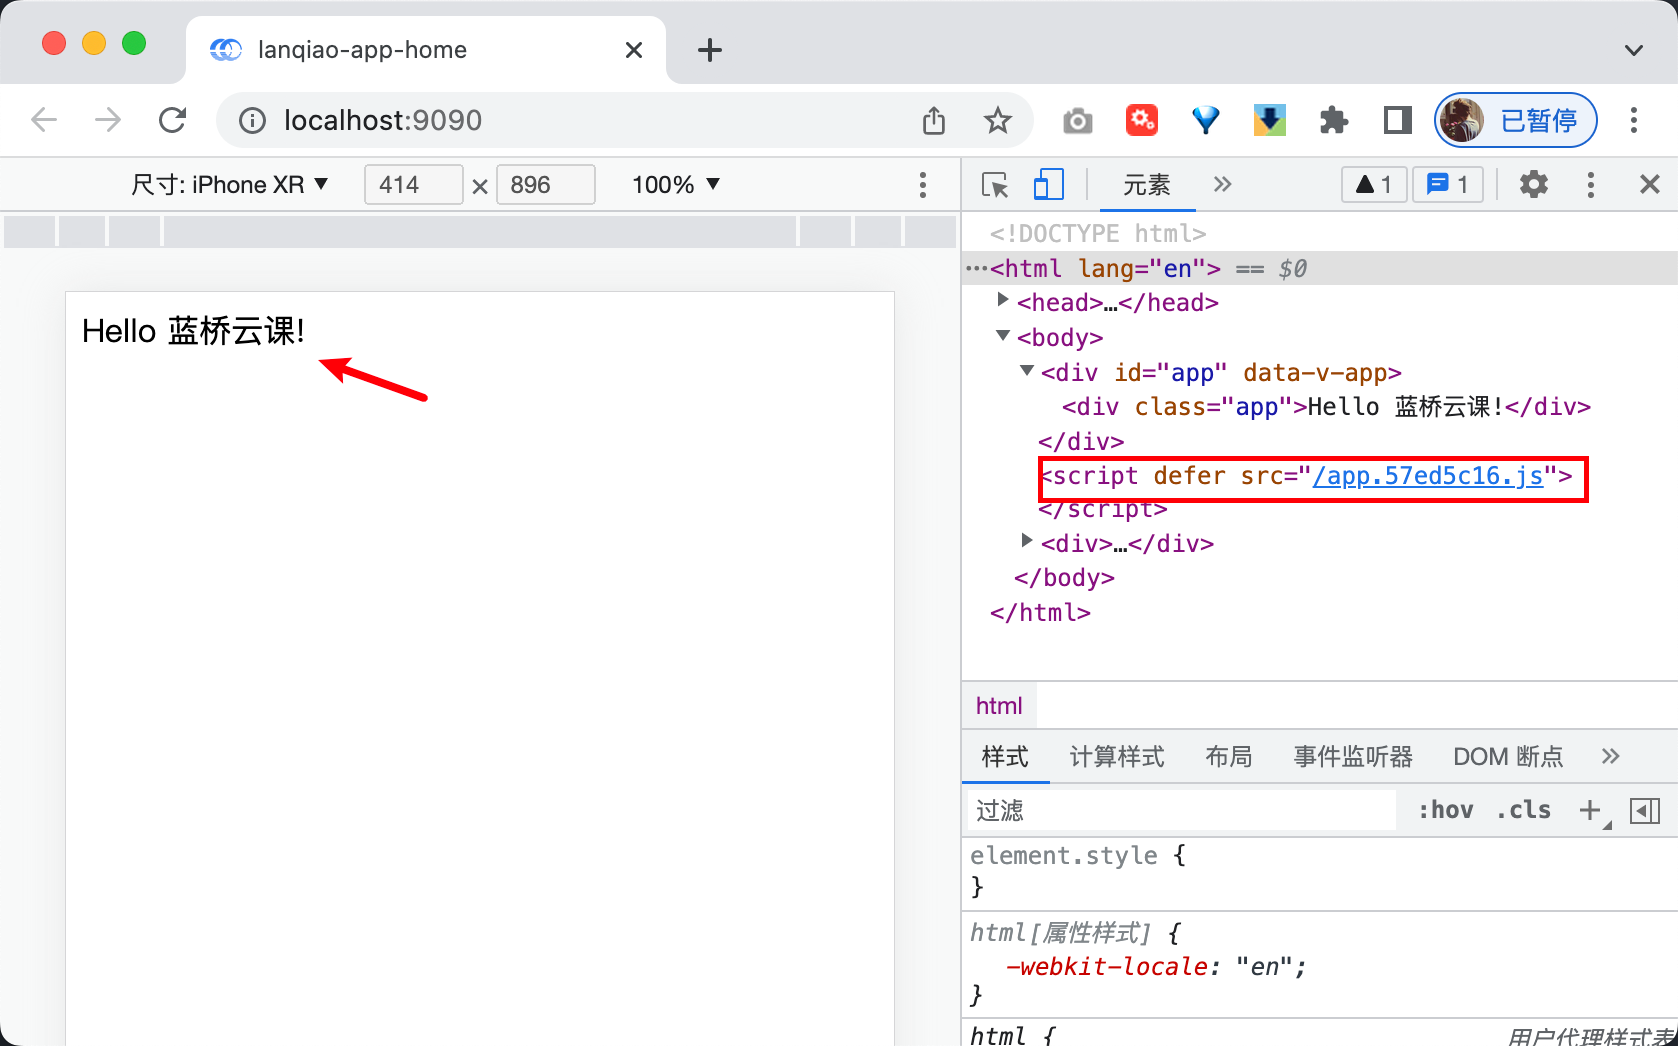 lanqiao-app-home
localhost:9090
已暂停
尺寸: iPhone XR ▼ 414 × 896 100% ▼
元素 » ▲ 1 1
Hello 蓝桥云课!
<!DOCTYPE html>
…<html lang="en"> == $0
<head>…</head>
<body>
<div id="app" data-v-app>
<div class="app">Hello 蓝桥云课!</div>
</div>
<script defer src="/app.57ed5c16.js">
</script>
<div>…</div>
</body>
</html>
html
样式 计算样式 布局 事件监听器 DOM 断点 »
过滤 :hov .cls +
element.style {
}
html[属性样式] {
-webkit-locale: "en";
}
html { 用户代理样式表